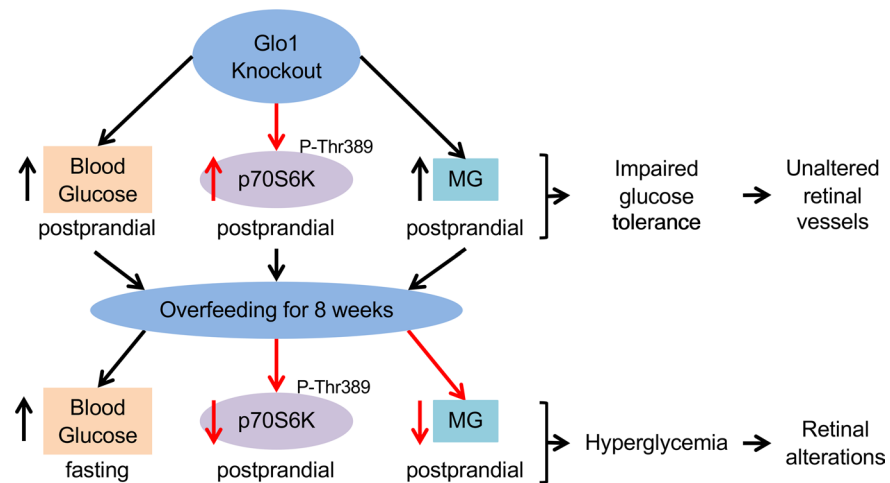 Glo1
Knockout
P-Thr389
Blood
Glucose
p70S6K
MG
postprandial
postprandial
postprandial
Impaired
glucose
tolerance
Unaltered
retinal
vessels
Overfeeding for 8 weeks
P-Thr389
Blood
Glucose
p70S6K
MG
fasting
postprandial
postprandial
Hyperglycemia
Retinal
alterations